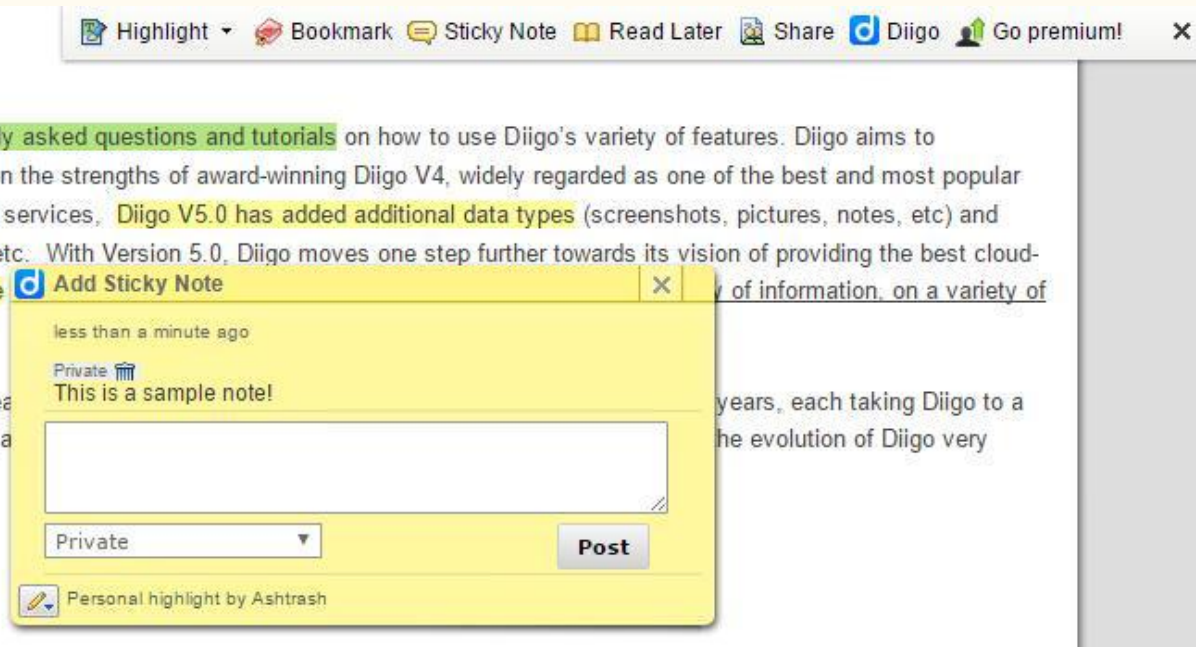 Highlight Bookmark Sticky Note Read Later Share Diigo Go premium!
asked questions and tutorials on how to use Diigo's variety of features. Diigo aims to
the strengths of award-winning Diigo V4, widely regarded as one of the best and most popular
services, Diigo V5.0 has added additional data types (screenshots, pictures, notes, etc) and
etc. With Version 5.0, Diigo moves one step further towards its vision of providing the best cloud-
Add Sticky Note
of information, on a variety of
less than a minute ago
Private
This is a sample note!
years, each taking Diigo to a
the evolution of Diigo very
Private
Post
Personal highlight by Ashtrash